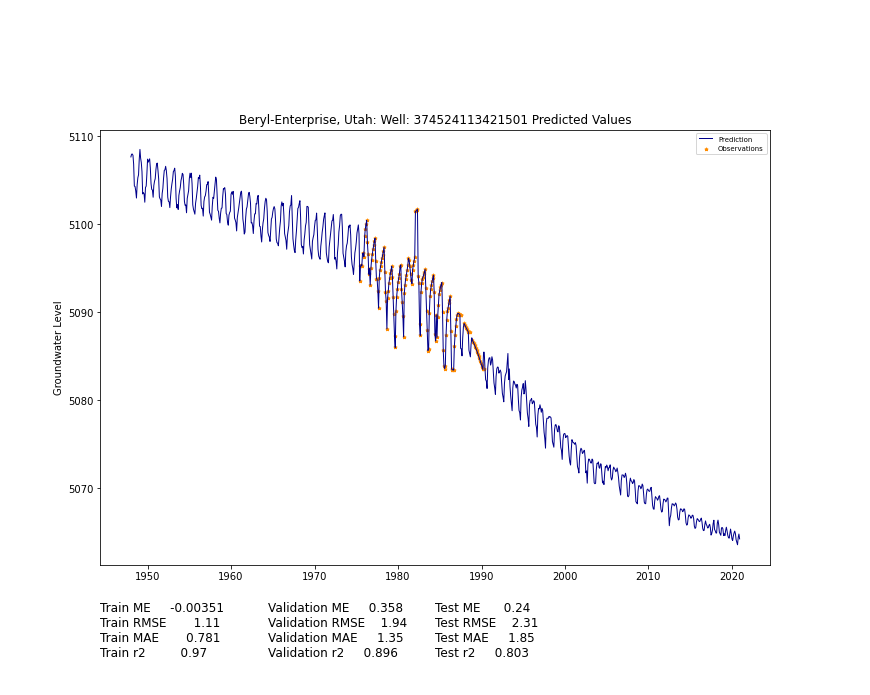 Beryl-Enterprise, Utah: Well: 374524113421501 Predicted Values
Prediction
Observations
Groundwater Level
5110
5100
5090
5080
5070
1950 1960 1970 1980 1990 2000 2010 2020
Train ME -0.00351 Validation ME 0.358 Test ME 0.24
Train RMSE 1.11 Validation RMSE 1.94 Test RMSE 2.31
Train MAE 0.781 Validation MAE 1.35 Test MAE 1.85
Train r2 0.97 Validation r2 0.896 Test r2 0.803